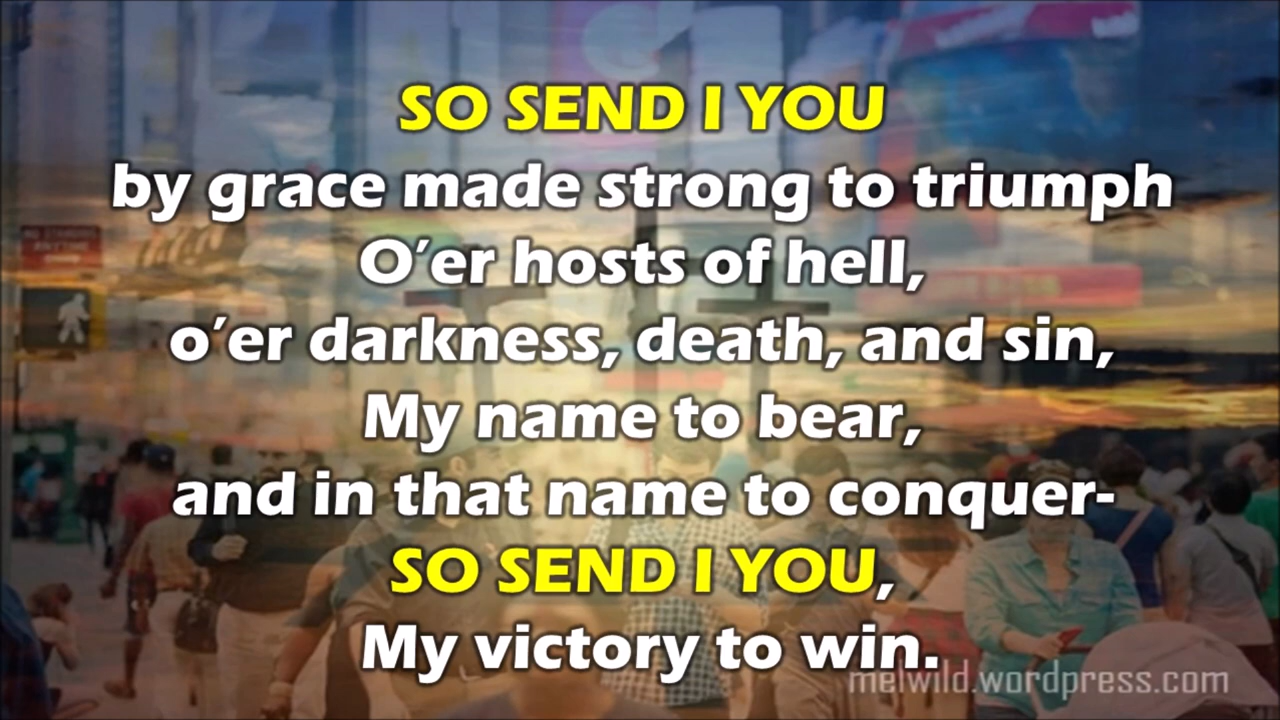 SO SEND I YOU
by grace made strong to triumph
O'er hosts of hell,
o'er darkness, death, and sin,
My name to bear,
and in that name to conquer-
SO SEND I YOU,
My victory to win.
melwild.wordpress.com